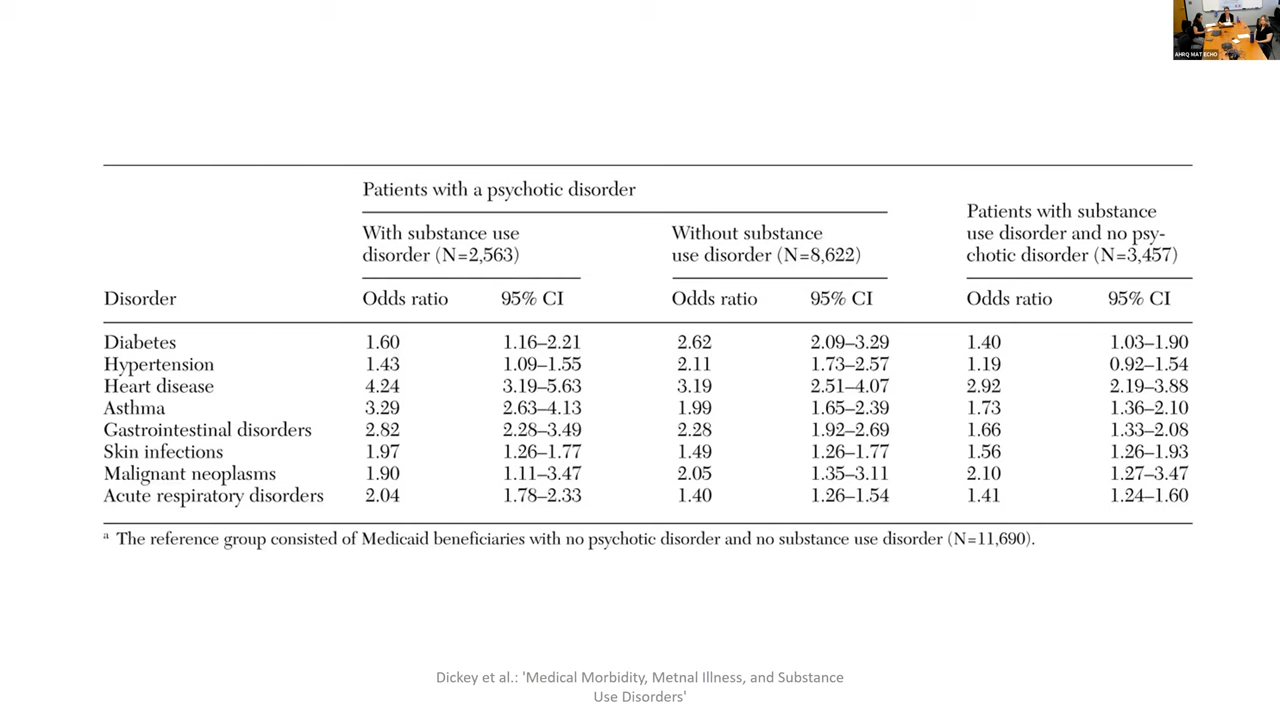 AHRQ MAT ECHO
Patients with a psychotic disorder
With substance use
disorder (N=2,563)
Without substance
use disorder (N=8,622)
Patients with substance
use disorder and no psy-
chotic disorder (N=3,457)
Disorder Odds ratio 95% CI Odds ratio 95% CI Odds ratio 95% CI
Diabetes 1.60 1.16–2.21 2.62 2.09–3.29 1.40 1.03–1.90
Hypertension 1.43 1.09–1.55 2.11 1.73–2.57 1.19 0.92–1.54
Heart disease 4.24 3.19–5.63 3.19 2.51–4.07 2.92 2.19–3.88
Asthma 3.29 2.63–4.13 1.99 1.65–2.39 1.73 1.36–2.10
Gastrointestinal disorders 2.82 2.28–3.49 2.28 1.92–2.69 1.66 1.33–2.08
Skin infections 1.97 1.26–1.77 1.49 1.26–1.77 1.56 1.26–1.93
Malignant neoplasms 1.90 1.11–3.47 2.05 1.35–3.11 2.10 1.27–3.47
Acute respiratory disorders 2.04 1.78–2.33 1.40 1.26–1.54 1.41 1.24–1.60
a The reference group consisted of Medicaid beneficiaries with no psychotic disorder and no substance use disorder (N=11,690).
Dickey et al.: 'Medical Morbidity, Metnal Illness, and Substance
Use Disorders'